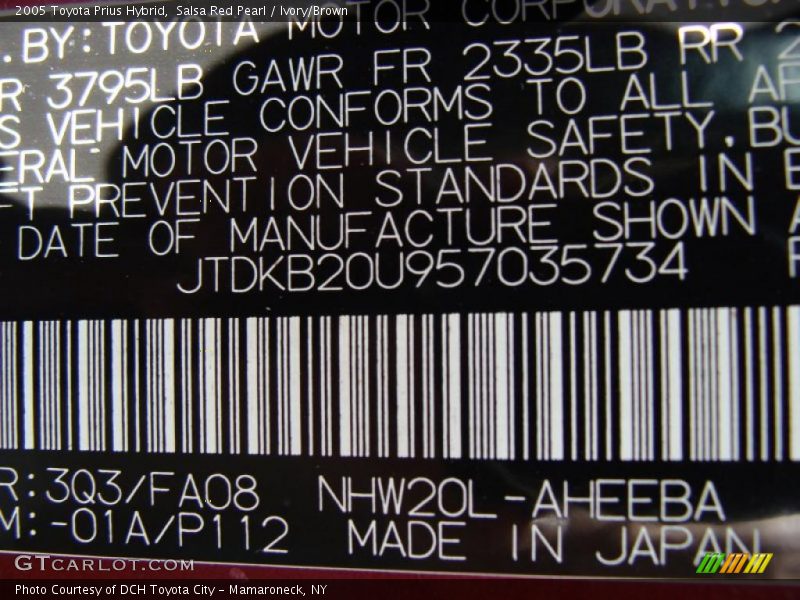 2005 Toyota Prius Hybrid, Salsa Red Pearl / Ivory/Brown
. BY: TOYOTA MOTOR CORPORATION
R 3795LB GAWR FR 2335LB RR 2
S VEHICLE CONFORMS TO ALL AP
ERAL MOTOR VEHICLE SAFETY, BU
FT PREVENTION STANDARDS IN E
DATE OF MANUFACTURE SHOWN A
JTDKB20U957035734
R:3Q3/FA08 NHW20L-AHEEBA
M:-01A/P112 MADE IN JAPAN
GTCARLOT.COM
Photo Courtesy of DCH Toyota City - Mamaroneck, NY